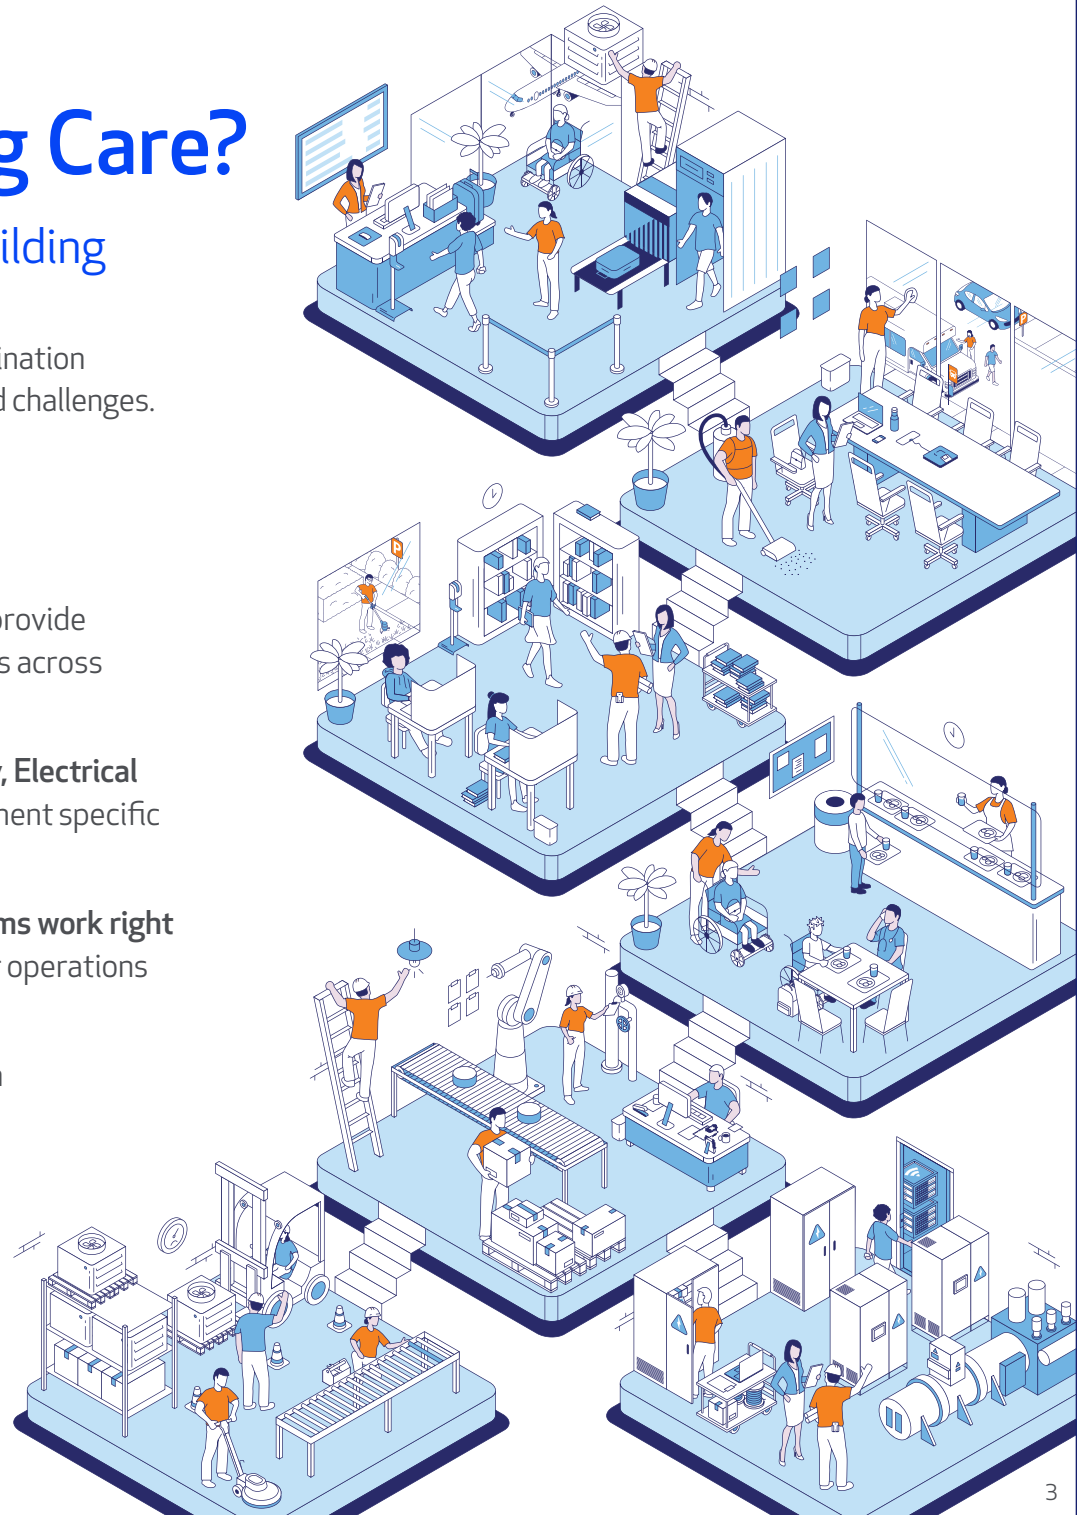 g Care?
ilding
ination
d challenges.
provide
s across
, Electrical
nent specific
ms work right
r operations
P
P
3